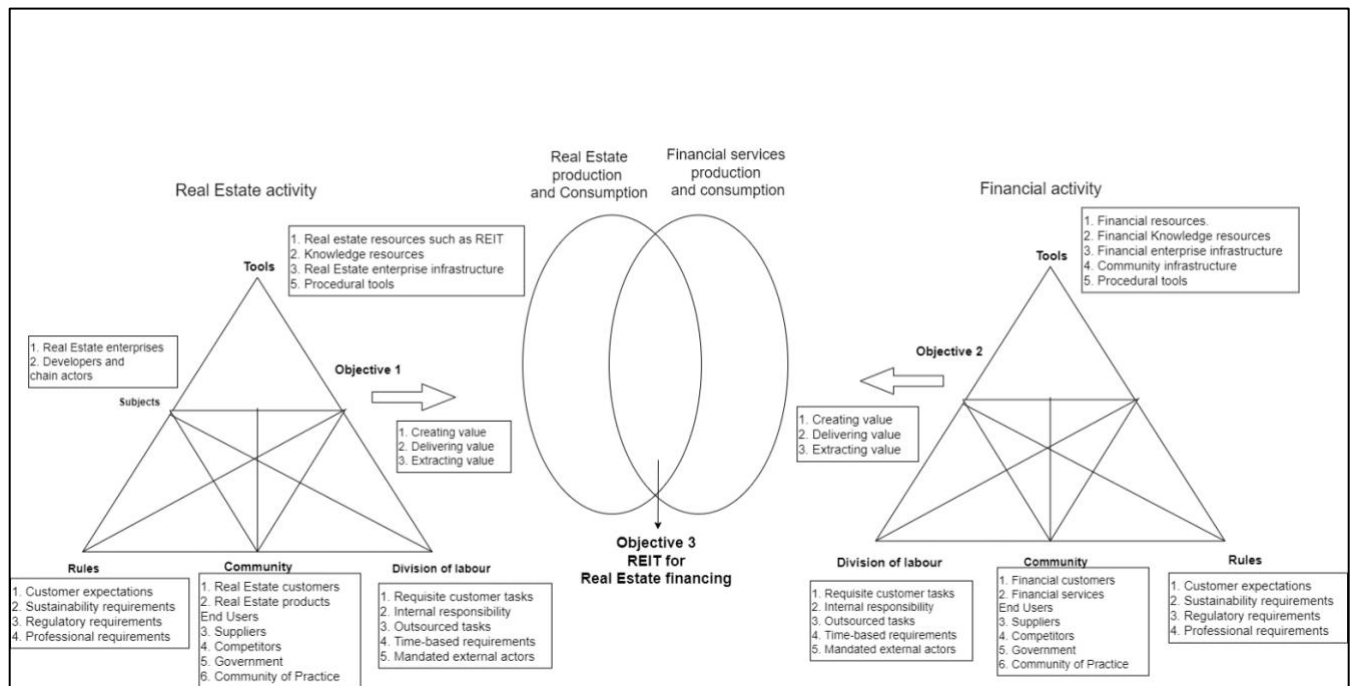 Real Estate activity
Real Estate
production
and Consumption
Financial services
production
and consumption
Financial activity
1. Real estate resources such as REIT
2. Knowledge resources
3. Real Estate enterprise infrastructure
5. Procedural tools
Tools
1. Financial resources.
2. Financial Knowledge resources
3. Financial enterprise infrastructure
4. Community infrastructure
5. Procedural tools
Tools
1. Real Estate enterprises
2. Developers and
chain actors
Subjects
Objective 1
1. Creating value
2. Delivering value
3. Extracting value
Objective 2
1. Creating value
2. Delivering value
3. Extracting value
Objective 3
REIT for
Real Estate financing
Rules
1. Customer expectations
2. Sustainability requirements
3. Regulatory requirements
4. Professional requirements
Community
1. Real Estate customers
2. Real Estate products
End Users
3. Suppliers
4. Competitors
5. Government
6. Community of Practice
Division of labour
1. Requisite customer tasks
2. Internal responsibility
3. Outsourced tasks
4. Time-based requirements
5. Mandated external actors
Division of labour
1. Requisite customer tasks
2. Internal responsibility
3. Outsourced tasks
4. Time-based requirements
5. Mandated external actors
Community
1. Financial customers
2. Financial services
End Users
3. Suppliers
4. Competitors
5. Government
6. Community of Practice
Rules
1. Customer expectations
2. Sustainability requirements
3. Regulatory requirements
4. Professional requirements